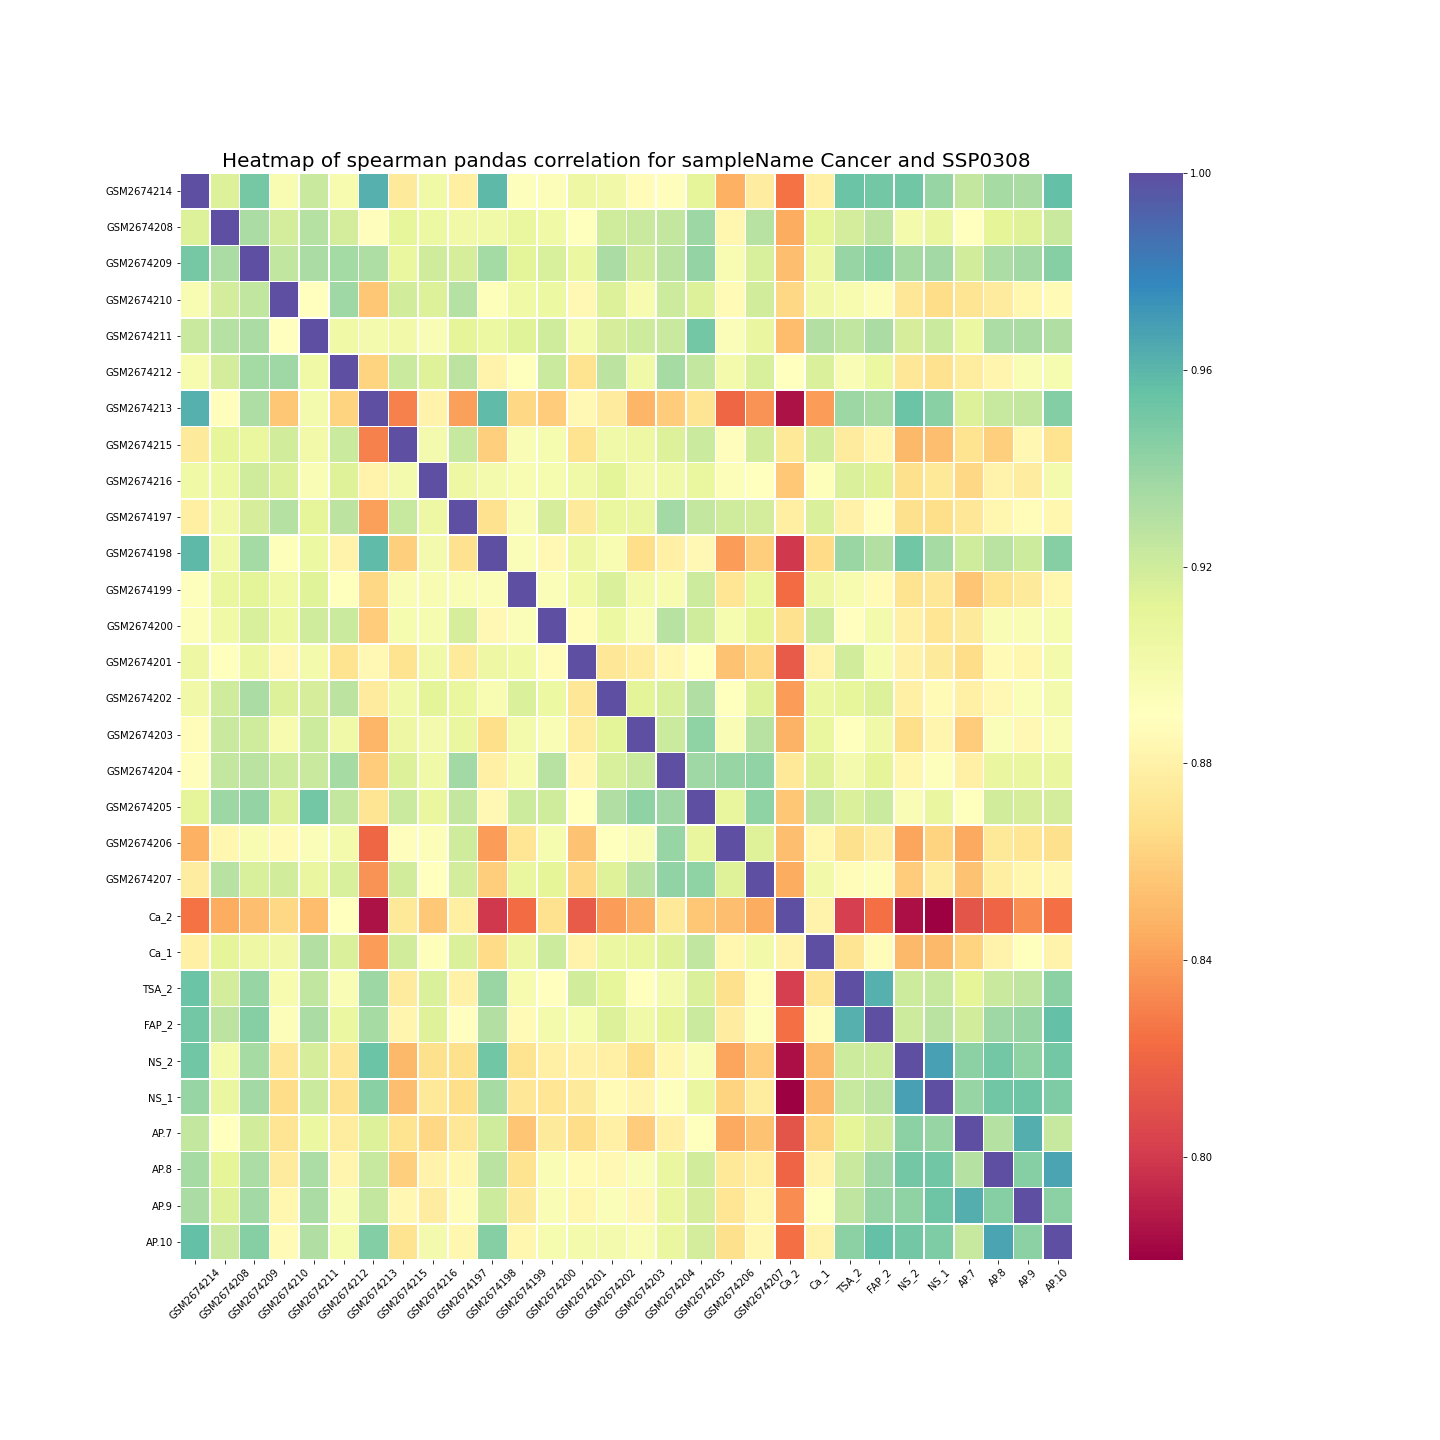 Heatmap of spearman pandas correlation for sampleName Cancer and SSP0308
GSM2674214
GSM2674208
GSM2674209
GSM2674210
GSM2674211
GSM2674212
GSM2674213
GSM2674215
GSM2674216
GSM2674197
GSM2674198
GSM2674199
GSM2674200
GSM2674201
GSM2674202
GSM2674203
GSM2674204
GSM2674205
GSM2674206
GSM2674207
Ca_2
Ca_1
TSA_2
FAP_2
NS_2
NS_1
AP.7
AP.8
AP.9
AP.10
GSM2674214
GSM2674208
GSM2674209
GSM2674210
GSM2674211
GSM2674212
GSM2674213
GSM2674215
GSM2674216
GSM2674197
GSM2674198
GSM2674199
GSM2674200
GSM2674201
GSM2674202
GSM2674203
GSM2674204
GSM2674205
GSM2674206
GSM2674207
Ca_2
Ca_1
TSA_2
FAP_2
NS_2
NS_1
AP.7
AP.8
AP.9
AP.10
1.00
0.96
0.92
0.88
0.84
0.80